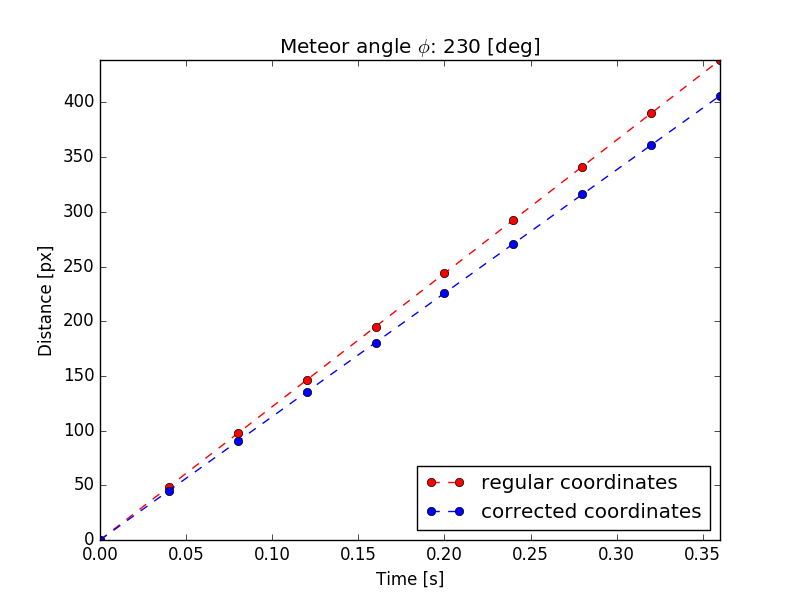 Meteor angle ϕ: 230 [deg]
Distance [px]
400
350
300
250
200
150
100
50
0
0.00 0.05 0.10 0.15 0.20 0.25 0.30 0.35
Time [s]
regular coordinates
corrected coordinates